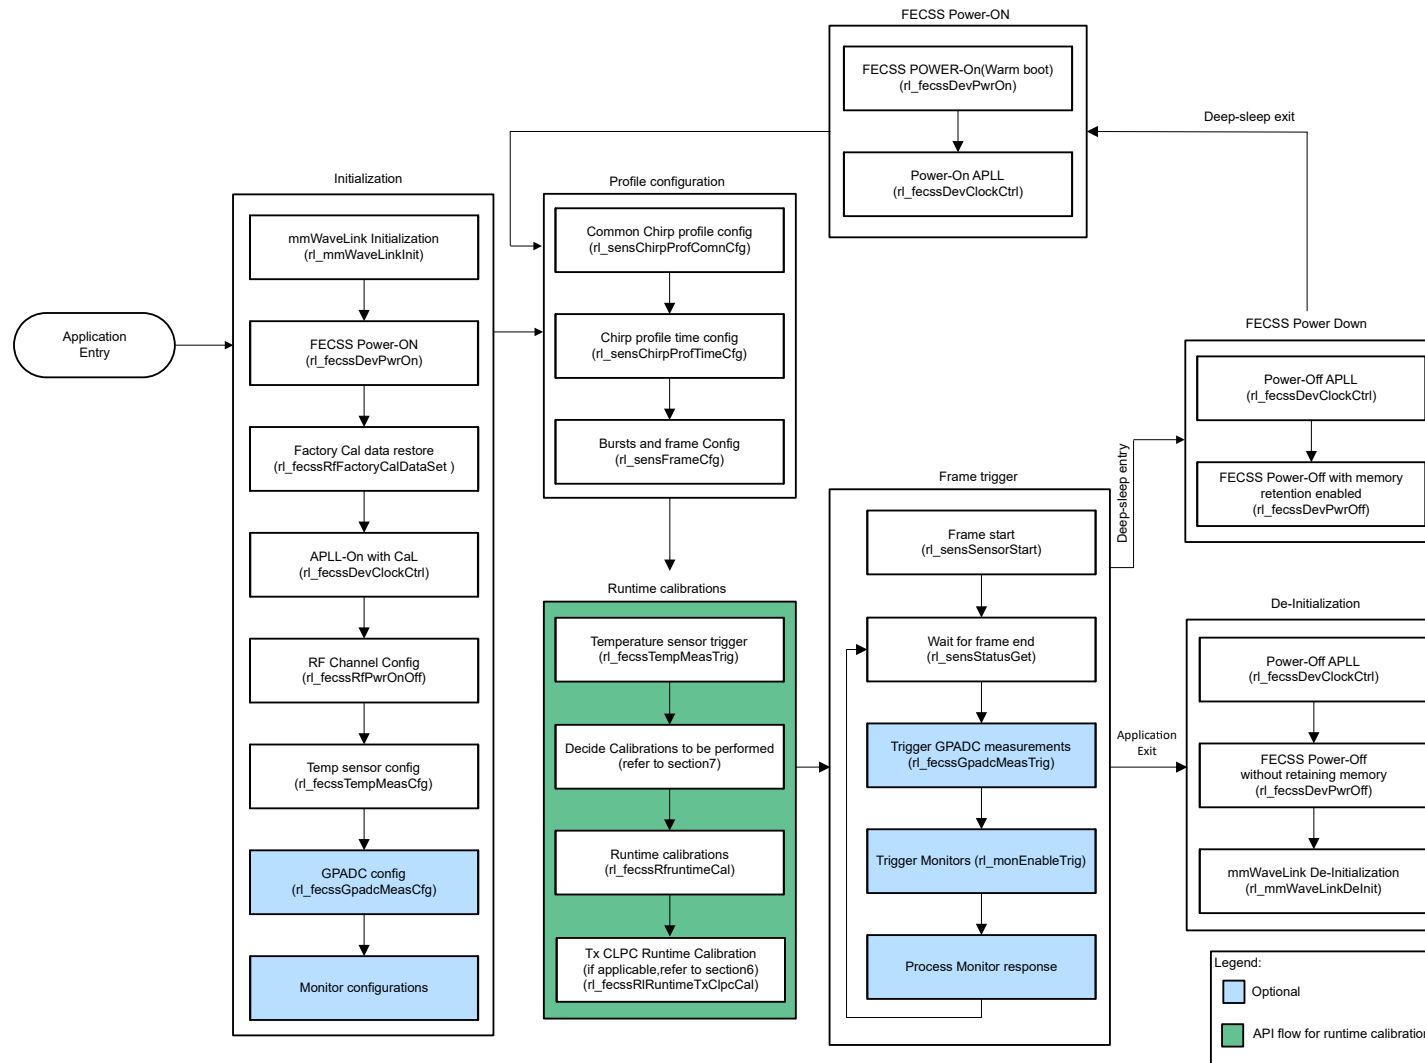 Application
Entry
Initialization
mmWaveLink Initialization
(rl_mmWaveLinkInit)
FECSS Power-ON
(rl_fecssDevPwrOn)
Factory Cal data restore
(rl_fecssRfFactoryCalDataSet )
APLL-On with CaL
(rl_fecssDevClockCtrl)
RF Channel Config
(rl_fecssRfPwrOnOff)
Temp sensor config
(rl_fecssTempMeasCfg)
GPADC config
(rl_fecssGpadcMeasCfg)
Monitor configurations
Profile configuration
Common Chirp profile config
(rl_sensChirpProfComnCfg)
Chirp profile time config
(rl_sensChirpProfTimeCfg)
Bursts and frame Config
(rl_sensFrameCfg)
Runtime calibrations
Temperature sensor trigger
(rl_fecssTempMeasTrig)
Decide Calibrations to be performed
(refer to section7)
Runtime calibrations
(rl_fecssRfruntimeCal)
Tx CLPC Runtime Calibration
(if applicable,refer to section6)
(rl_fecssRlRuntimeTxClpcCal)
FECSS Power-ON
FECSS POWER-On(Warm boot)
(rl_fecssDevPwrOn)
Power-On APLL
(rl_fecssDevClockCtrl)
Frame trigger
Frame start
(rl_sensSensorStart)
Wait for frame end
(rl_sensStatusGet)
Trigger GPADC measurements
(rl_fecssGpadcMeasTrig)
Trigger Monitors (rl_monEnableTrig)
Process Monitor response
Deep-sleep exit
Deep-sleep entry
Application
Exit
FECSS Power Down
Power-Off APLL
(rl_fecssDevClockCtrl)
FECSS Power-Off with memory
retention enabled
(rl_fecssDevPwrOff)
De-Initialization
Power-Off APLL
(rl_fecssDevClockCtrl)
FECSS Power-Off
without retaining memory
(rl_fecssDevPwrOff)
mmWaveLink De-Initialization
(rl_mmWaveLinkDeInit)
Legend:
Optional
API flow for runtime calibration